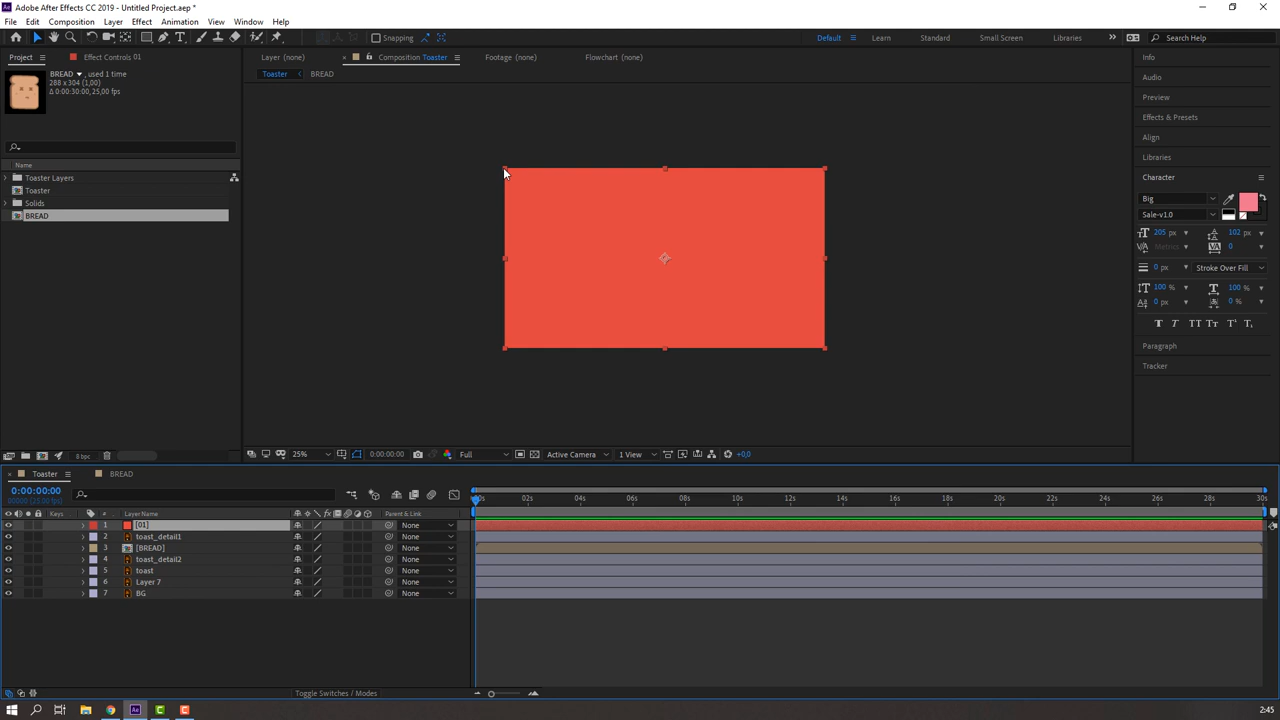 Adobe After Effects CC 2019 - Untitled Project.aep *
File Edit Composition Layer Effect Animation View Window Help
Snapping
Default Learn Standard Small Screen Libraries Search Help
Project Effect Controls 01
Layer (none) Composition Toaster Footage (none) Flowchart (none)
Toaster BREAD
BREAD , used 1 time
288 x 304 (1,00)
Δ 0:00:30:00, 25,00 fps
Name
Toaster Layers
Toaster
Solids
BREAD
Info
Audio
Preview
Effects & Presets
Align
Libraries
Character
Big
Sale-v1.0
205 px 102 px
Metrics 0
0 px Stroke Over Fill
100 % 100 %
0 px 0 %
Paragraph
Tracker
8 bpc
25% 0:00:00:00 Full Active Camera 1 View +0,0
Toaster BREAD
0:00:00:00
00000 (25.00 fps)
Keys # Layer Name Parent & Link
1 [01] None
2 toast_detail1 None
3 [BREAD] None
4 toast_detail2 None
5 toast None
6 Layer 7 None
7 BG None
02s 04s 06s 08s 10s 12s 14s 16s 18s 20s 22s 24s 26s 28s 30s
Toggle Switches / Modes
2:45